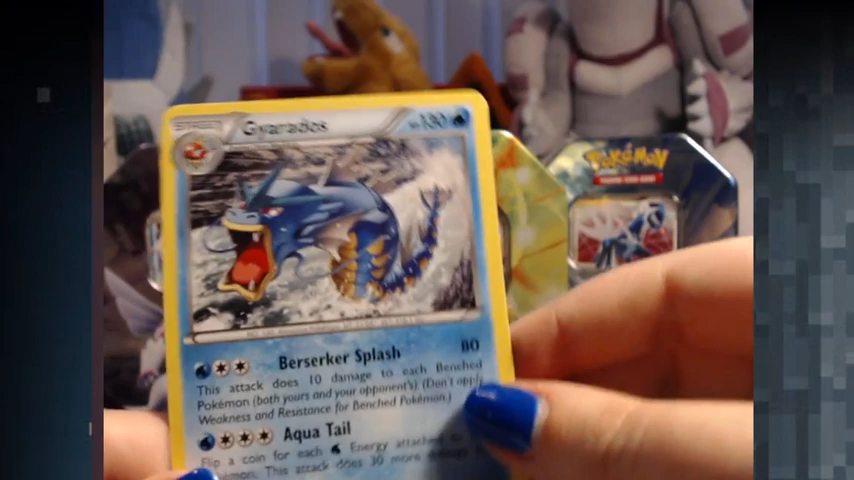 Gyarados HP 130
POKÉMON
Berserker Splash 80
This attack does 10 damage to each Benched
Pokémon (both yours and your opponent's) (Don't apply
Weakness and Resistance for Benched Pokémon.)
Aqua Tail
Flip a coin for each Energy attached to
This attack does 30 more damage